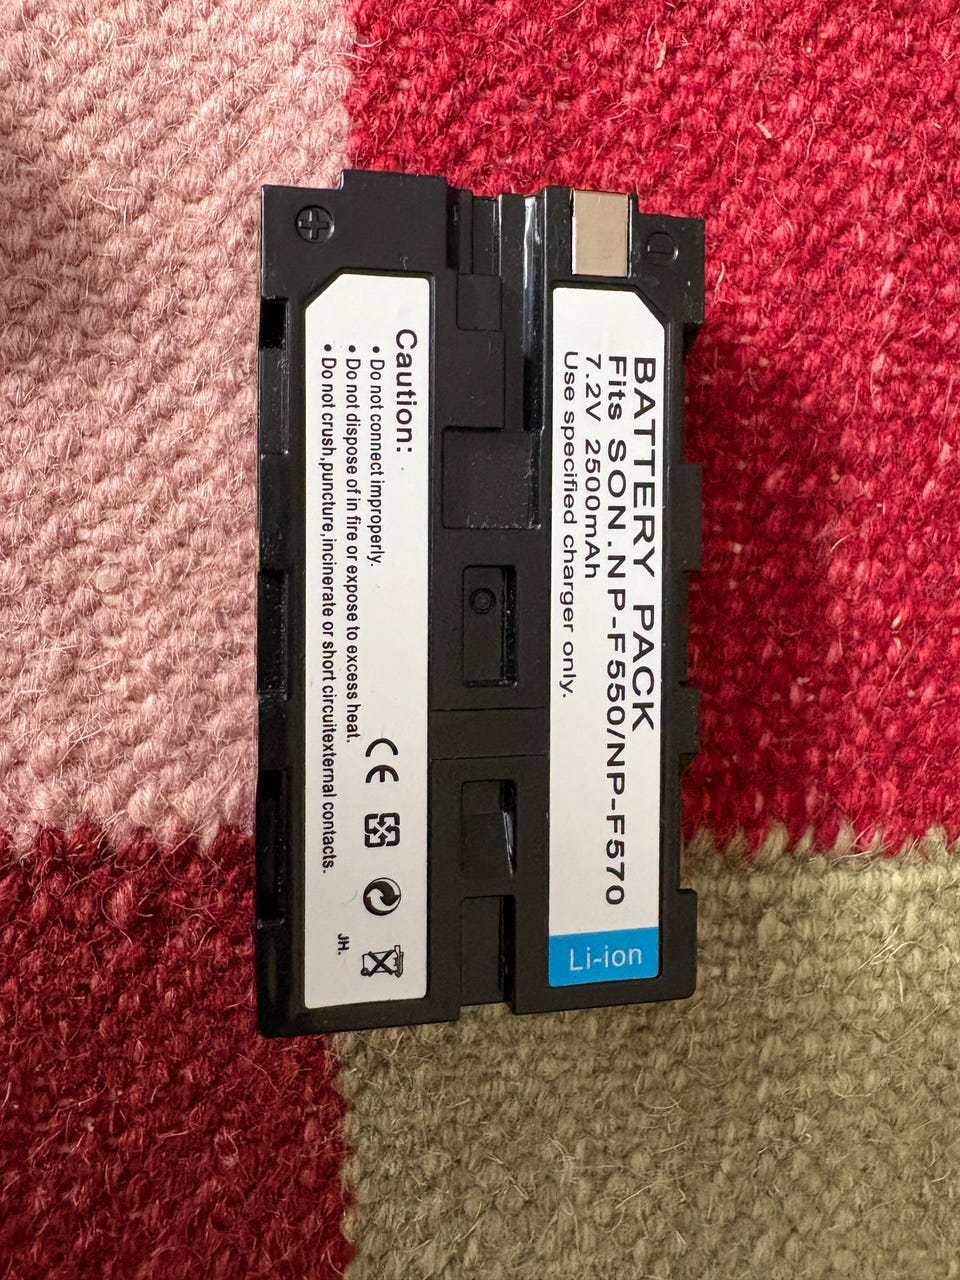 BATTERY PACK
Fits SON.NP-F550/NP-F570
7.2V 2500mAh
Use specified charger only.
Li-ion
Caution:
• Do not connect improperly.
• Do not dispose of in fire or expose to excess heat.
• Do not crush,puncture,incinerate or short circuitexternal contacts.
CE
JH.